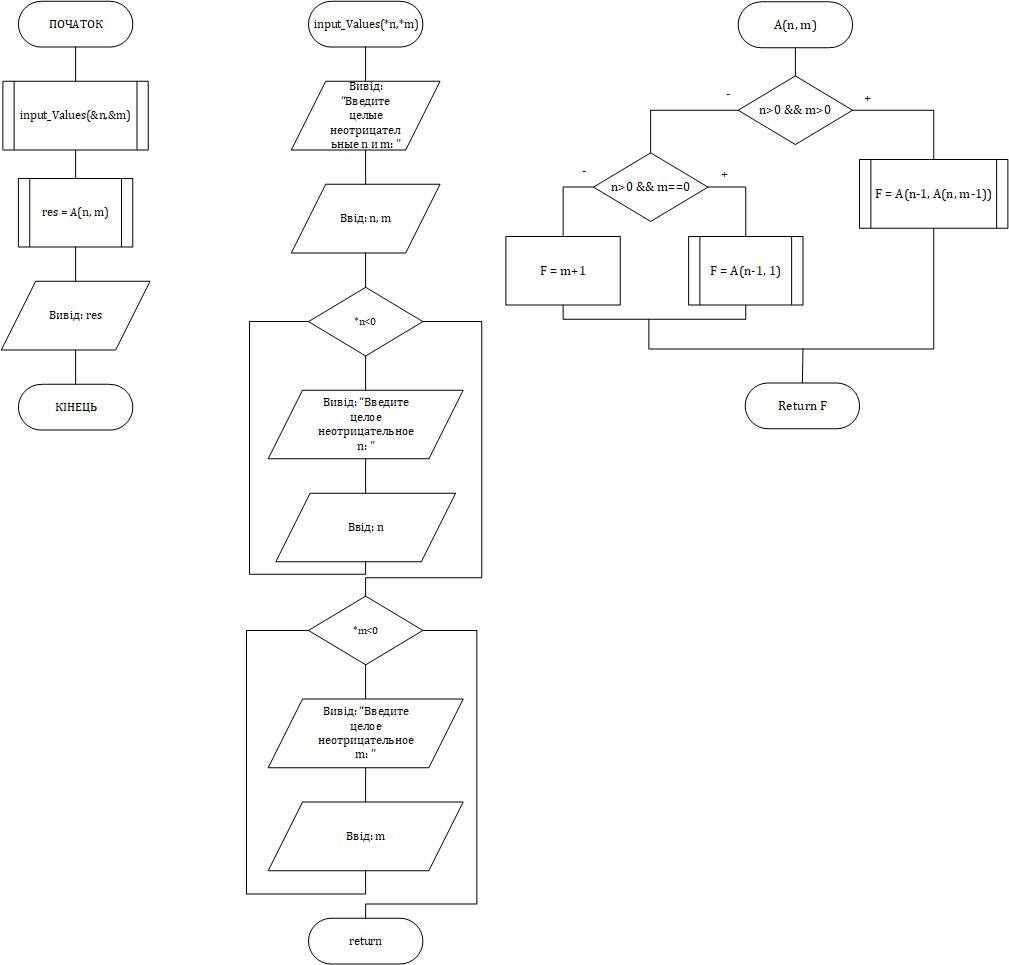 ПОЧАТОК
input_Values(&n,&m)
res = A(n, m)
Вивід: res
КІНЕЦЬ
input_Values(*n,*m)
Вивід:
“Введите
целые
неотрицател
ьные n и m: ”
Ввід: n, m
*n<0
Вивід: “Введите
целое
неотрицательное
n: ”
Ввід: n
*m<0
Вивід: “Введите
целое
неотрицательное
m: ”
Ввід: m
return
A(n, m)
n>0 && m>0
-
+
n>0 && m==0
-
+
F = A(n-1, A(n, m-1))
F = m+1
F = A(n-1, 1)
Return F